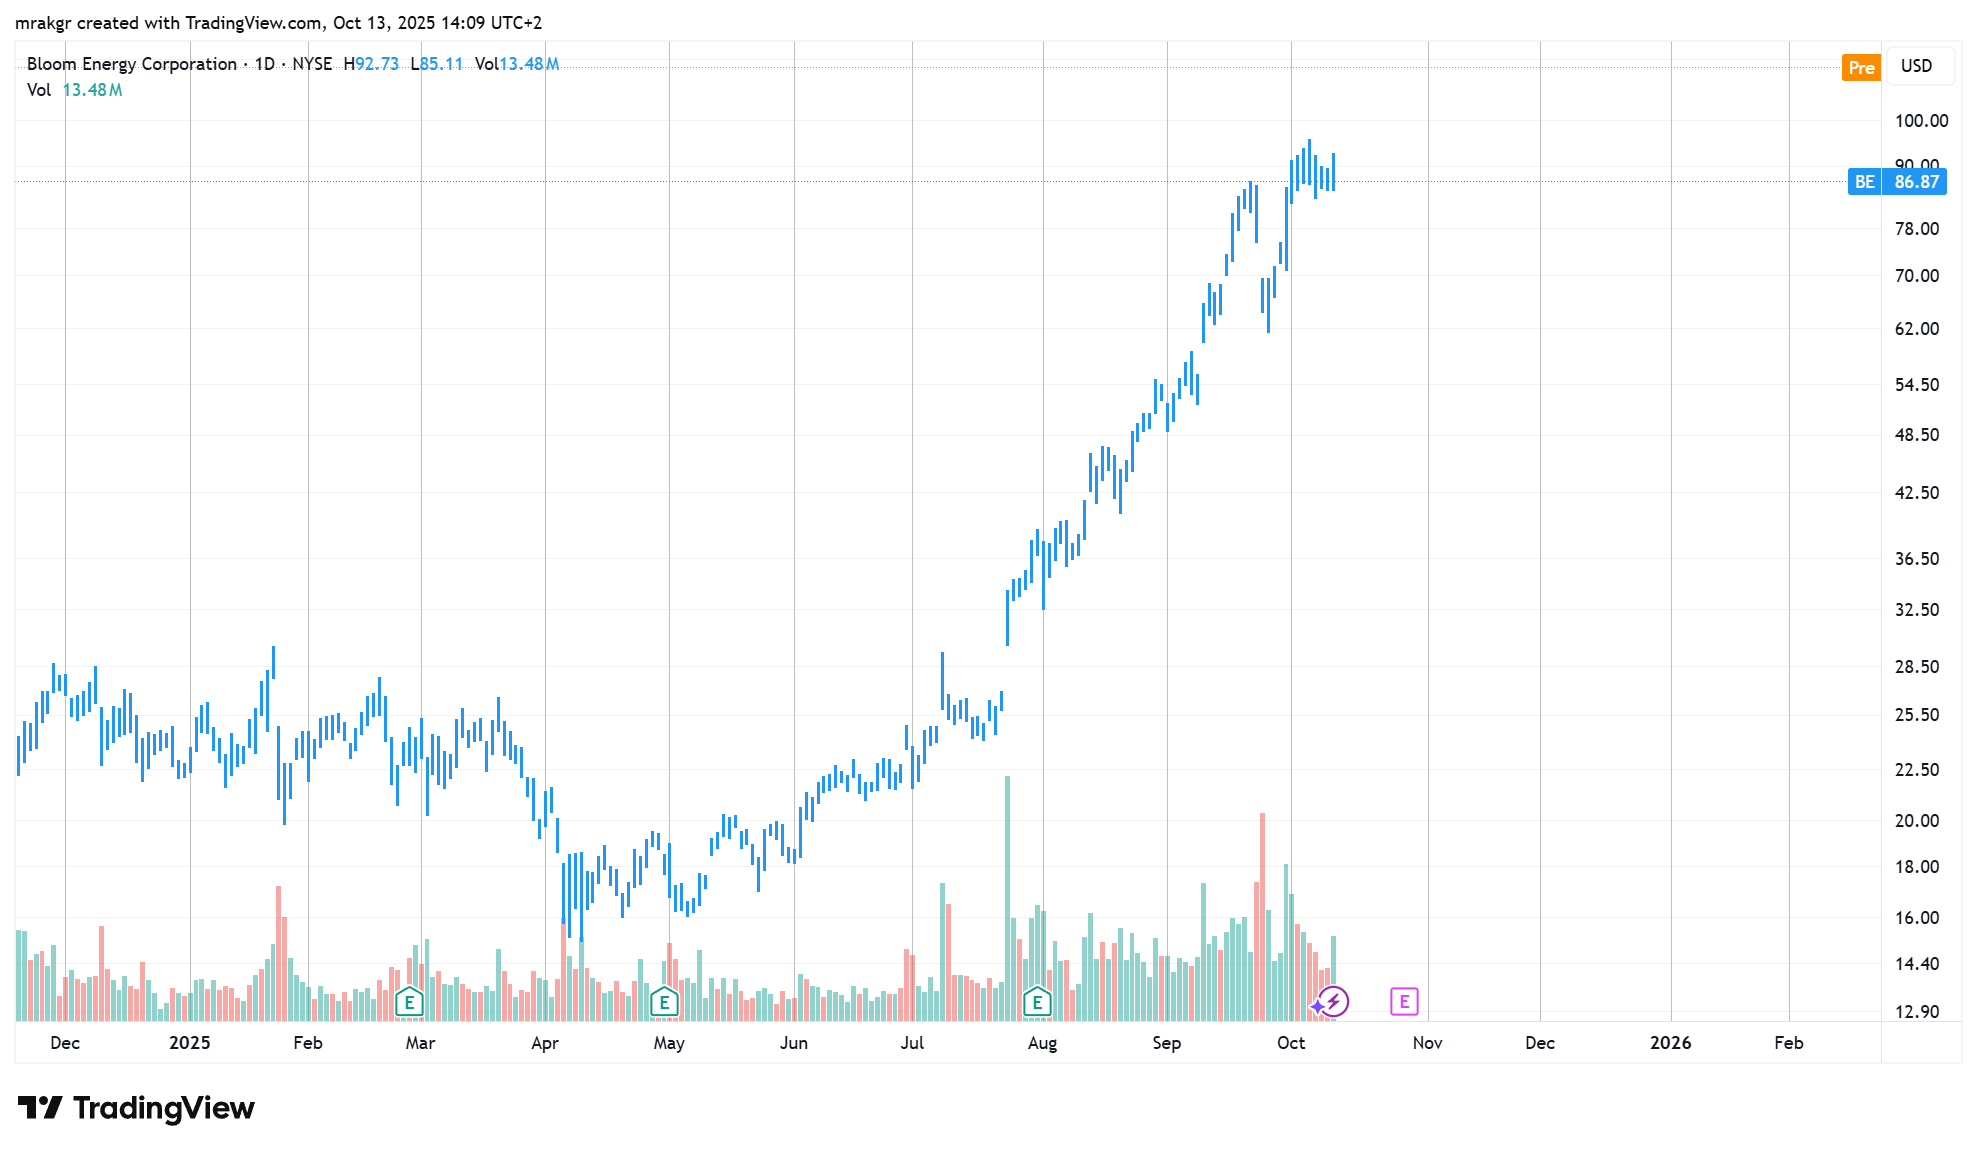 mrakgr created with TradingView.com, Oct 13, 2025 14:09 UTC+2
Bloom Energy Corporation · 1D · NYSE H92.73 L85.11 Vol13.48M
Vol 13.48M
Pre
USD
100.00
90.00
BE 86.87
78.00
70.00
62.00
54.50
48.50
42.50
36.50
32.50
28.50
25.50
22.50
20.00
18.00
16.00
14.40
12.90
E E E E
Dec 2025 Feb Mar Apr May Jun Jul Aug Sep Oct Nov Dec 2026 Feb
TradingView